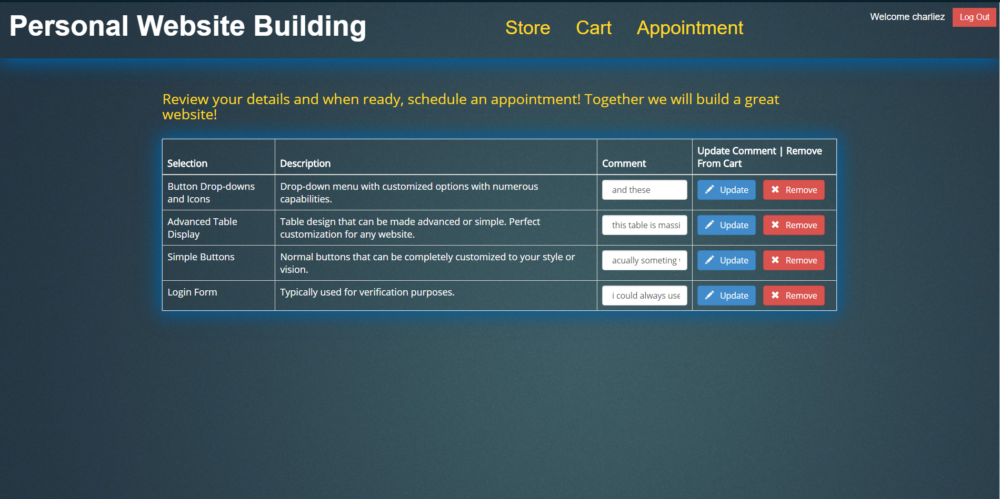 Personal Website Building
Store Cart Appointment
Welcome charliez Log Out
Review your details and when ready, schedule an appointment! Together we will build a great
website!
Selection Description Comment Update Comment | Remove
From Cart
Button Drop-downs
and Icons
Drop-down menu with customized options with numerous
capabilities.
and these
Update Remove
Advanced Table
Display
Table design that can be made advanced or simple. Perfect
customization for any website.
this table is massi
Update Remove
Simple Buttons
Normal buttons that can be completely customized to your style or
vision.
acually someting
Update Remove
Login Form
Typically used for verification purposes.
i could always use
Update Remove